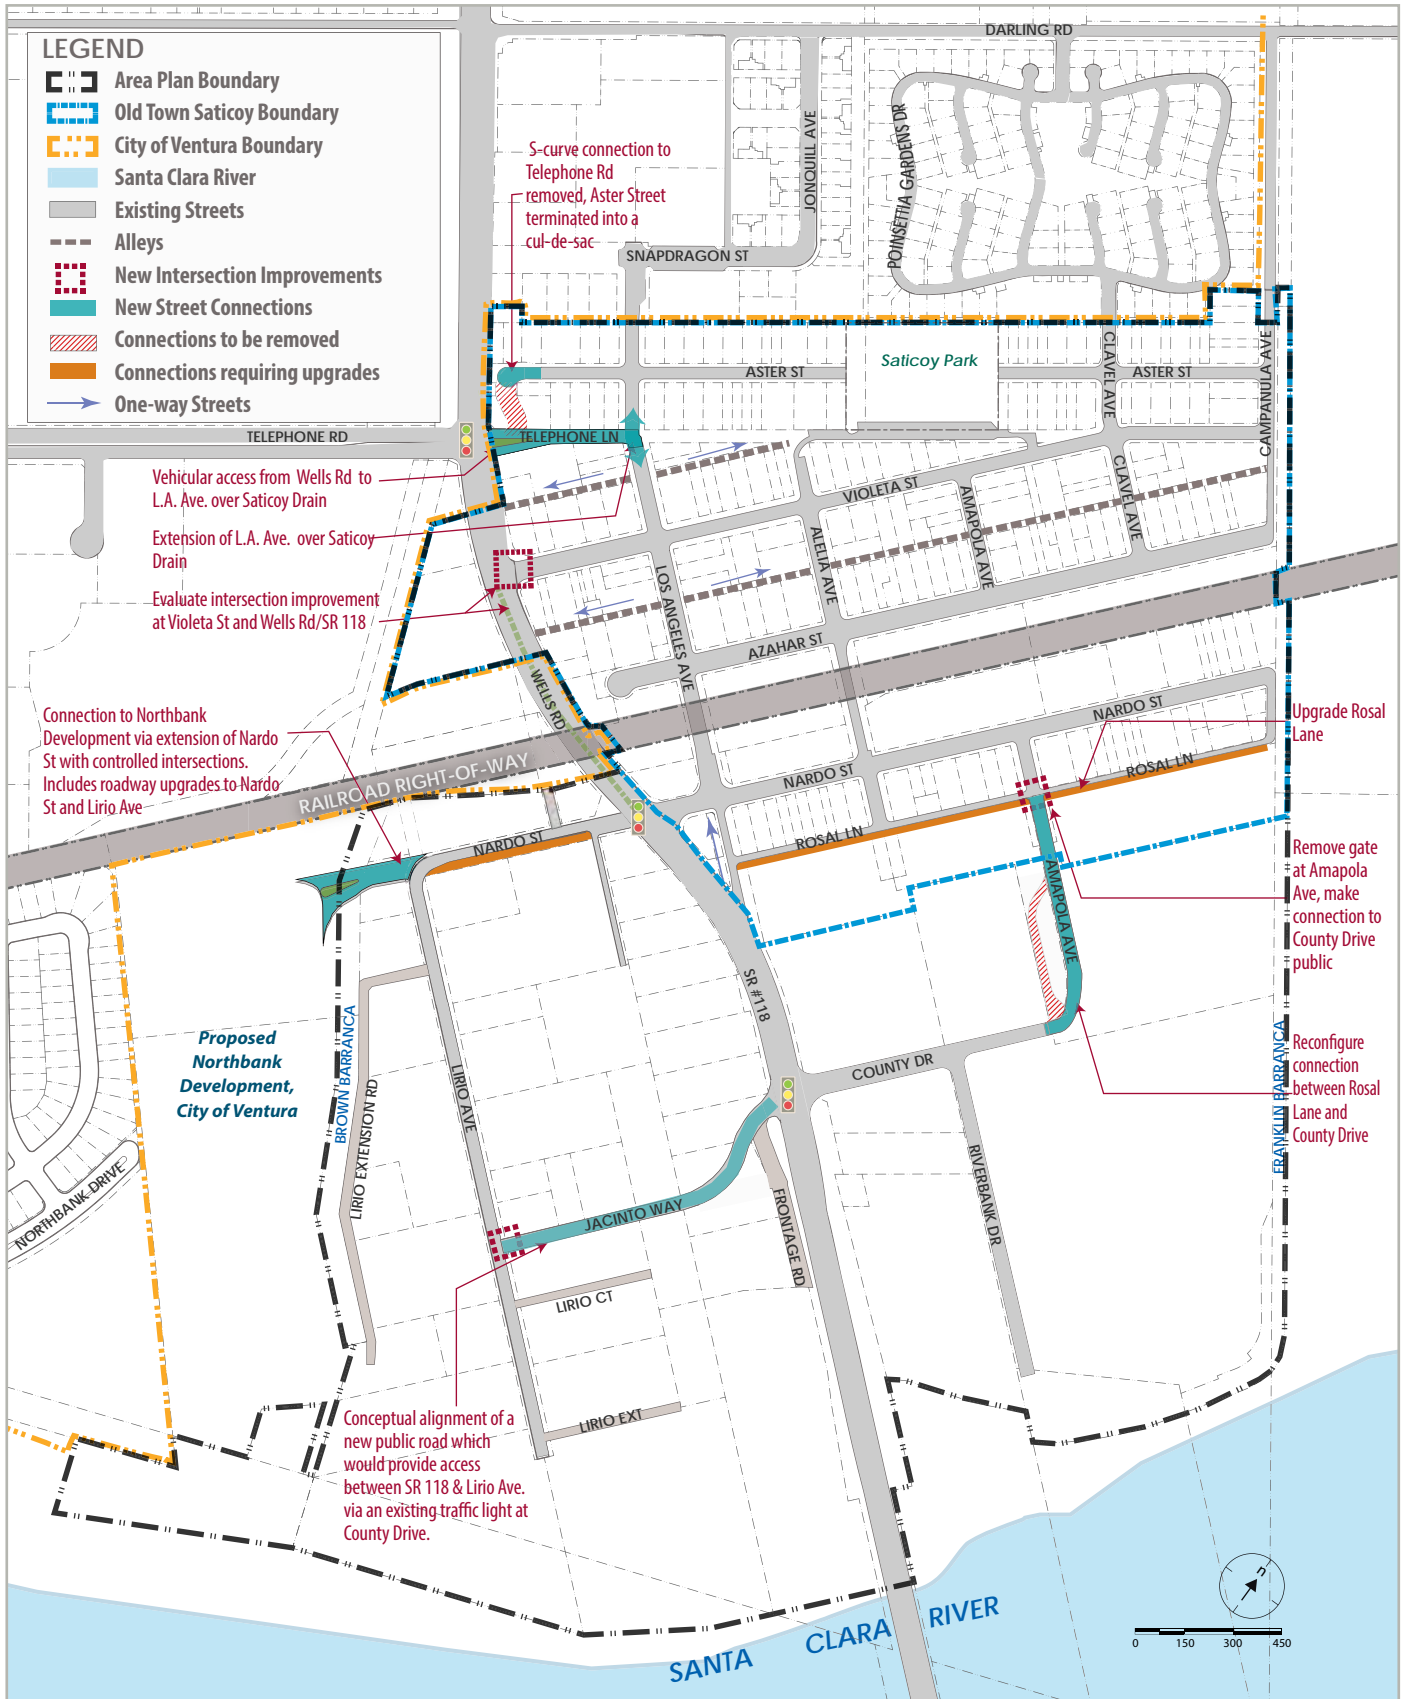 LEGEND
Area Plan Boundary
Old Town Saticoy Boundary
City of Ventura Boundary
Santa Clara River
Existing Streets
Alleys
New Intersection Improvements
New Street Connections
Connections to be removed
Connections requiring upgrades
One-way Streets
DARLING RD
JONQUILL AVE
POINSETTIA GARDENS DR
S-curve connection to
Telephone Rd
removed, Aster Street
terminated into a
cul-de-sac
SNAPDRAGON ST
Saticoy Park
ASTER ST
ASTER ST
CLAVEL AVE
CAMPANULA AVE
TELEPHONE RD
TELEPHONE LN
Vehicular access from Wells Rd to
L.A. Ave. over Saticoy Drain
Extension of L.A. Ave. over Saticoy
Drain
Evaluate intersection improvement
at Violeta St and Wells Rd/SR 118
VIOLETA ST
AMAPOLA AVE
CLAVEL AVE
ALELIA AVE
LOS ANGELES AVE
AZAHAR ST
WELLS RD
Connection to Northbank
Development via extension of Nardo
St with controlled intersections.
Includes roadway upgrades to Nardo
St and Lirio Ave
RAILROAD RIGHT-OF-WAY
NARDO ST
NARDO ST
NARDO ST
ROSAL LN
ROSAL LN
Upgrade Rosal
Lane
Remove gate
at Amapola
Ave, make
connection to
County Drive
public
AMAPOLA AVE
SR #118
Proposed
Northbank
Development,
City of Ventura
BROWN BARRANCA
LIRIO EXTENSION RD
LIRIO AVE
COUNTY DR
FRANKLIN BARRANCA
Reconfigure
connection
between Rosal
Lane and
County Drive
NORTHBANK DRIVE
JACINTO WAY
FRONTAGE RD
RIVERBANK DR
LIRIO CT
LIRIO EXT
Conceptual alignment of a
new public road which
would provide access
between SR 118 & Lirio Ave.
via an existing traffic light at
County Drive.
n
SANTA CLARA RIVER
0 150 300 450